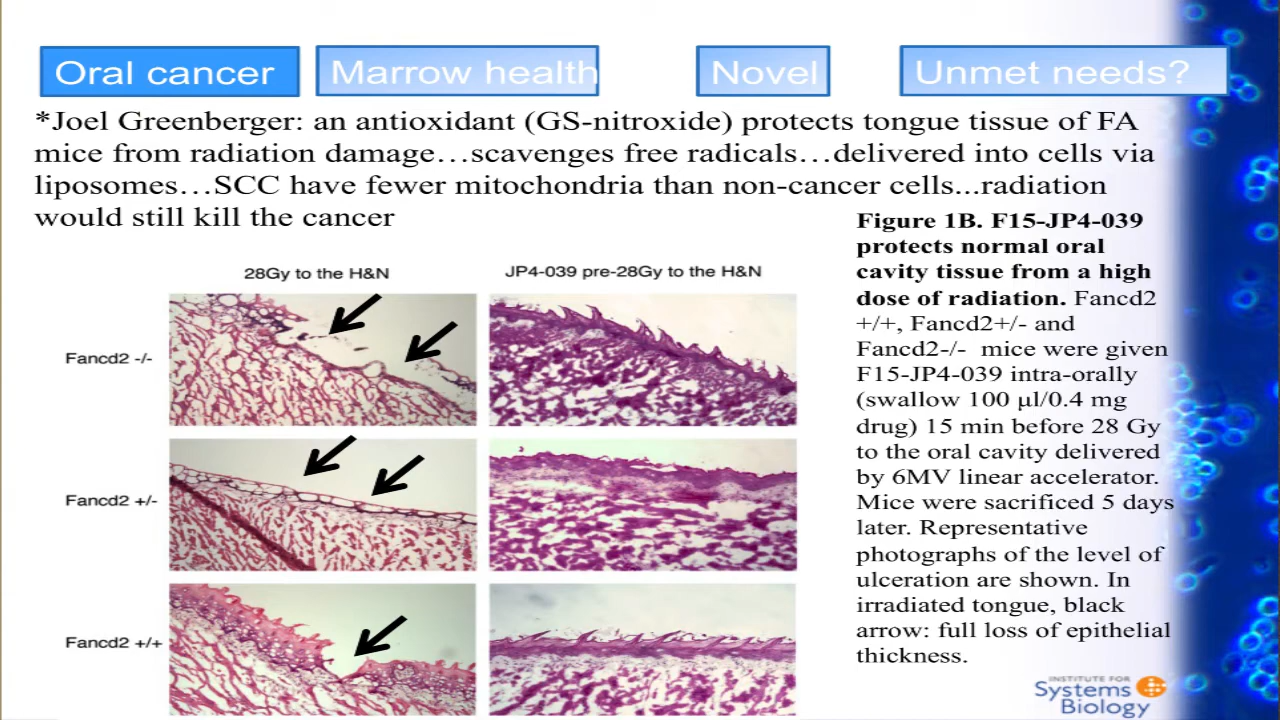 Oral cancer
Marrow health
Novel
Unmet needs?
*Joel Greenberger: an antioxidant (GS-nitroxide) protects tongue tissue of FA
mice from radiation damage…scavenges free radicals…delivered into cells via
liposomes…SCC have fewer mitochondria than non-cancer cells...radiation
would still kill the cancer
28Gy to the H&N
JP4-039 pre-28Gy to the H&N
Fancd2 -/-
Fancd2 +/-
Fancd2 +/+
Figure 1B. F15-JP4-039
protects normal oral
cavity tissue from a high
dose of radiation. Fancd2
+/+, Fancd2+/- and
Fancd2-/- mice were given
F15-JP4-039 intra-orally
(swallow 100 μl/0.4 mg
drug) 15 min before 28 Gy
to the oral cavity delivered
by 6MV linear accelerator.
Mice were sacrificed 5 days
later. Representative
photographs of the level of
ulceration are shown. In
irradiated tongue, black
arrow: full loss of epithelial
thickness.
INSTITUTE FOR
Systems
Biology